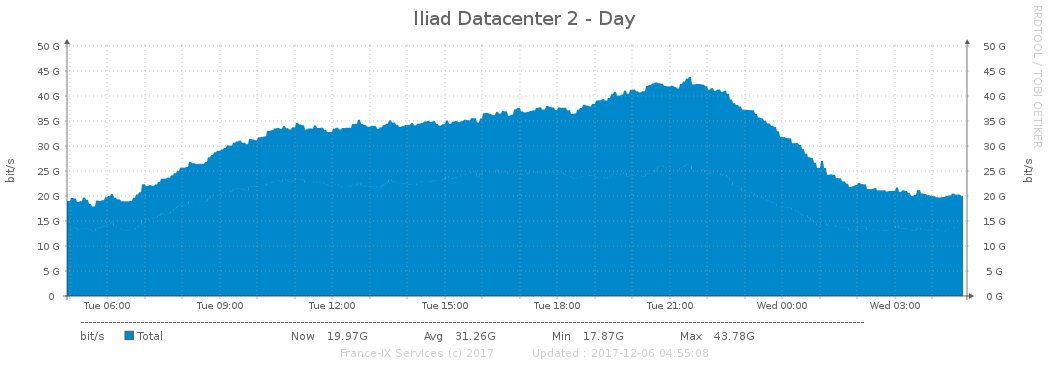 Iliad Datacenter 2 - Day
RRDTOOL / TOBI OETIKER
bit/s
50 G 50 G
45 G 45 G
40 G 40 G
35 G 35 G
30 G 30 G
25 G 25 G
20 G 20 G
15 G 15 G
10 G 10 G
5 G 5 G
0 0 G
bit/s
Tue 06:00 Tue 09:00 Tue 12:00 Tue 15:00 Tue 18:00 Tue 21:00 Wed 00:00 Wed 03:00
bit/s Total Now 19.97G Avg 31.26G Min 17.87G Max 43.78G
France-IX Services (c) 2017 Updated : 2017-12-06 04:55:08